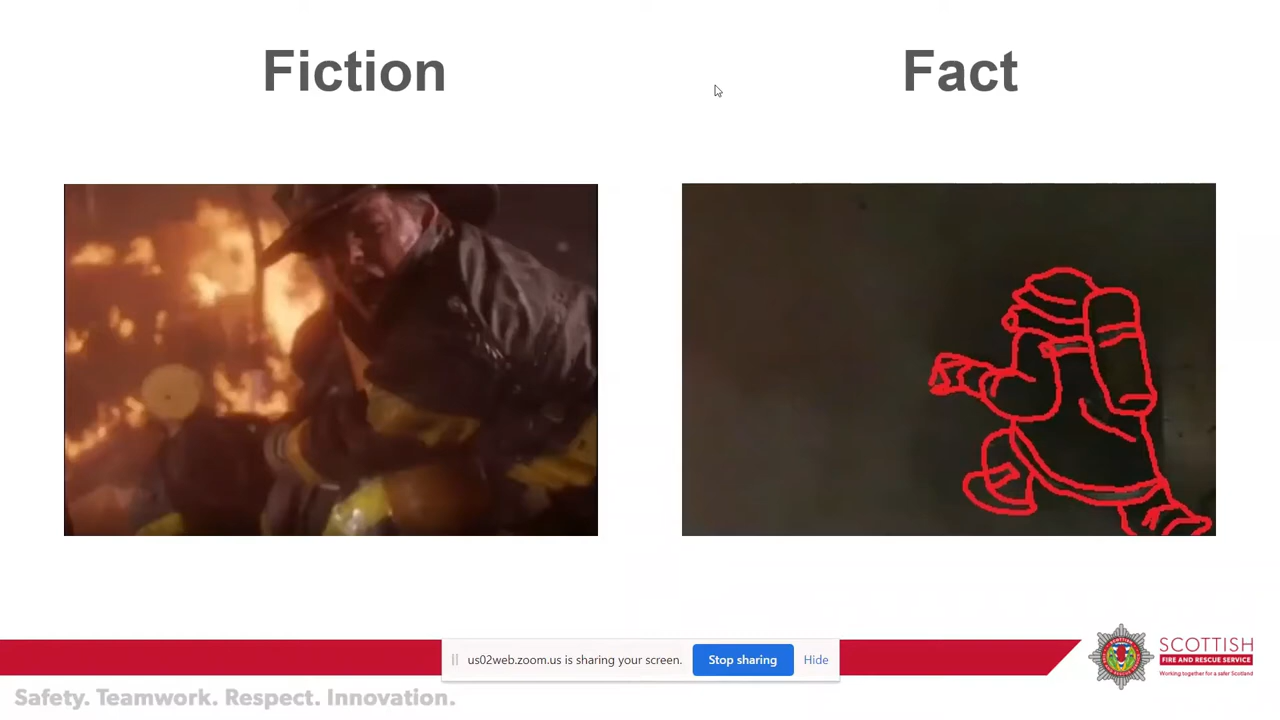 Fiction
Fact
us02web.zoom.us is sharing your screen.
Stop sharing
Hide
SCOTTISH
FIRE AND RESCUE SERVICE
Working together for a safer Scotland
Safety. Teamwork. Respect. Innovation.